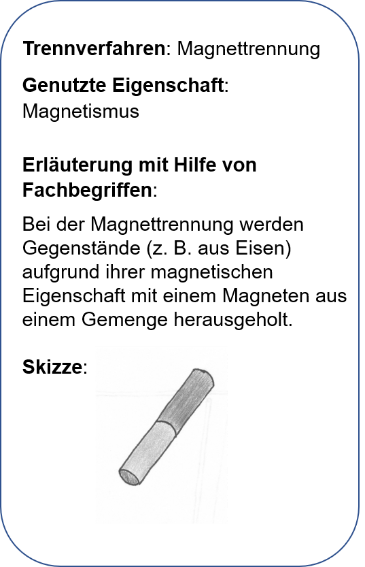 Trennverfahren: Magnettrennung
Genutzte Eigenschaft:
Magnetismus
Erläuterung mit Hilfe von
Fachbegriffen:
Bei der Magnettrennung werden
Gegenstände (z. B. aus Eisen)
aufgrund ihrer magnetischen
Eigenschaft mit einem Magneten aus
einem Gemenge herausgeholt.
Skizze: